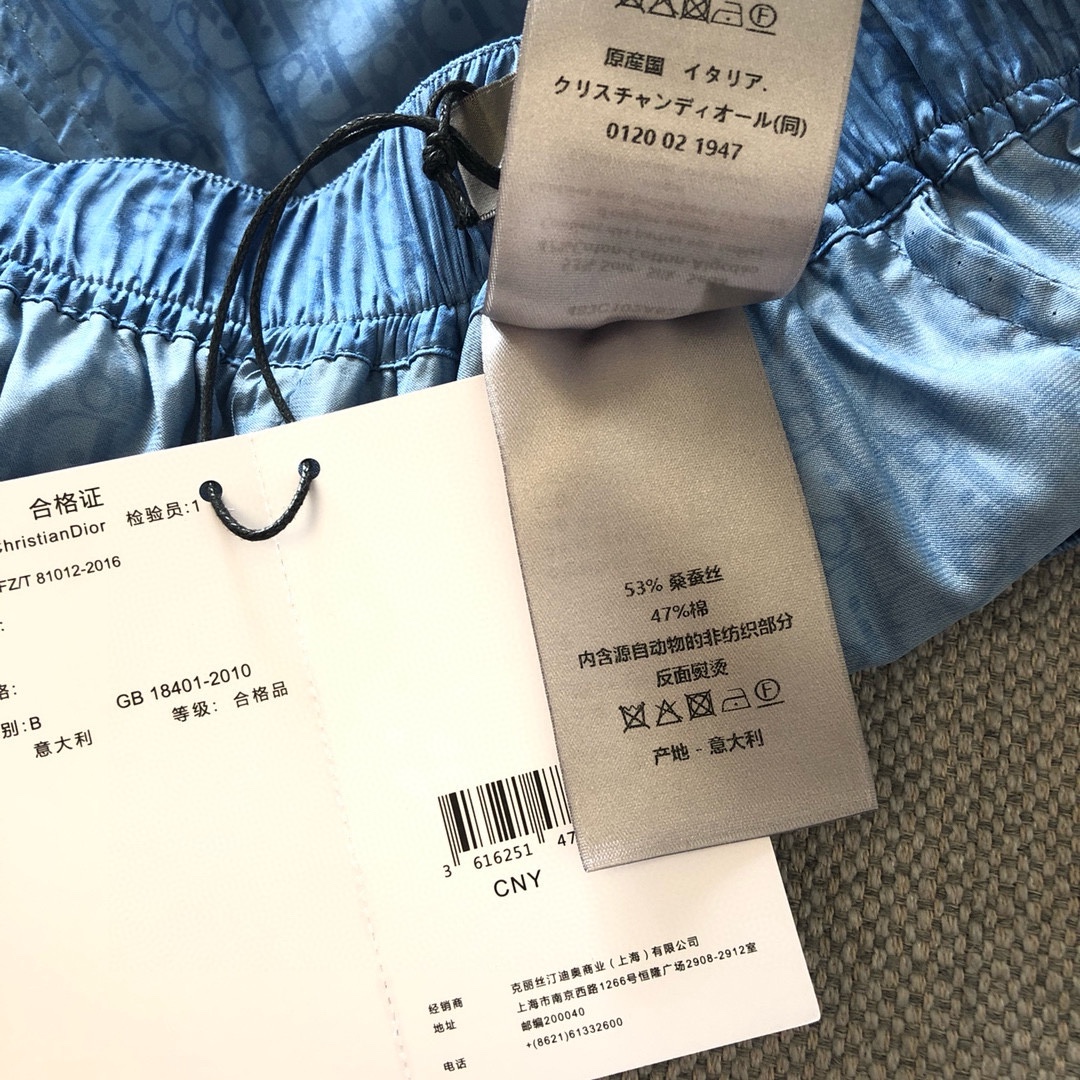 原産国 イタリア.
クリスチャンディオール(同)
0120 02 1947
53% 桑蚕丝
47%棉
内含源自动物的非纺织部分
反面熨烫
F
产地 - 意大利
合格证
hristianDior 检验员:1
FZ/T 81012-2016
格:
别:B
GB 18401-2010
意大利
等级: 合格品
3 616251 47
CNY
经销商 克丽丝汀迪奥商业(上海)有限公司
地址 上海市南京西路1266号恒隆广场2908-2912室
邮编200040
电话 +(8621)61332600